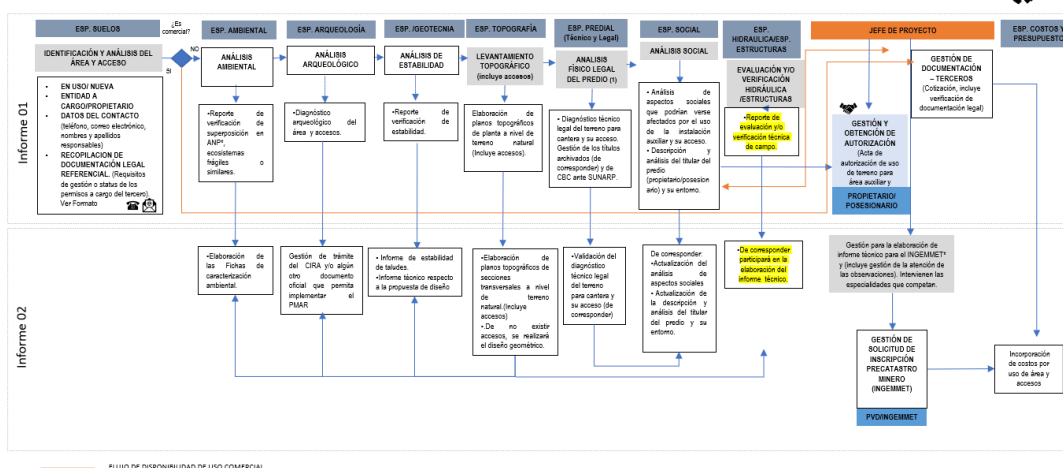 ESP. SUELOS
¿Es
comercial?
ESP. AMBIENTAL
ESP. ARQUEOLOGÍA
ESP. /GEOTECNIA
ESP. TOPOGRAFÍA
ESP. PREDIAL
(Técnico y Legal)
ESP. SOCIAL
ESP.
HIDRAULICA/ESP.
ESTRUCTURAS
JEFE DE PROYECTO
ESP. COSTOS Y
PRESUPUESTO
Informe 01
IDENTIFICACIÓN Y ANÁLISIS DEL
ÁREA Y ACCESO
NO
SI
• EN USO/ NUEVA
• ENTIDAD A
CARGO/PROPIETARIO
• DATOS DEL CONTACTO
(teléfono, correo electrónico,
nombres y apellidos
responsables)
• RECOPILACION DE
DOCUMENTACIÓN LEGAL
REFERENCIAL. (Requisitos
de gestión o status de los
permisos a cargo del tercero).
Ver Formato
ANÁLISIS
AMBIENTAL
•Reporte de
verificación de
superposición en
ANP*,
ecosistemas
frágiles o
similares.
ANÁLISIS
ARQUEOLÓGICO
•Diagnóstico
arqueológico del
área y accesos.
ANÁLISIS DE
ESTABILIDAD
•Reporte de
verificación de
estabilidad.
LEVANTAMIENTO
TOPOGRÁFICO
(incluye accesos)
Elaboración de
planos topográficos
de planta a nivel de
terreno natural
(Incluye accesos).
ANALISIS
FÍSICO LEGAL
DEL PREDIO (1)
• Diagnóstico técnico
legal del terreno para
cantera y su acceso.
Gestión de los títulos
archivados (de
corresponder) y de
CBC ante SUNARP.
ANÁLISIS SOCIAL
• Análisis de
aspectos sociales
que podrían verse
afectados por el uso
de la instalación
auxiliar y su acceso.
• Descripción y
análisis del titular del
predio
(propietario/posesion
ario) y su entorno.
EVALUACIÓN Y/O
VERIFICACIÓN
HIDRÁULICA
/ESTRUCTURAS
•Reporte de
evaluación y/o
verificación técnica
de campo.
GESTIÓN Y
OBTENCIÓN DE
AUTORIZACIÓN
(Acta de
autorización de uso
de terreno para
área auxiliar y
PROPIETARIO/
POSESIONARIO
GESTIÓN DE
DOCUMENTACIÓN
– TERCEROS
(Cotización, incluye
verificación de
documentación legal)
Informe 02
•Elaboración de
las Fichas de
caracterización
ambiental.
Gestión de trámite
del CIRA y/o algún
otro documento
oficial que permita
implementar el
PMAR
• Informe de estabilidad
de taludes.
•Informe técnico respecto
a la propuesta de diseño
•Elaboración de
planos topográficos de
secciones
transversales a nivel
de terreno
natural.(Incluye
accesos)
•.De no existir
accesos, se realizará
el diseño geométrico.
•Validación del
diagnóstico
técnico legal
del terreno
para cantera y
su acceso (de
corresponder)
De corresponder:
•Actualización del
análisis de
aspectos sociales
•Actualización de
la descripción y
análisis del titular
del predio y su
entorno.
•De corresponder,
participará en la
elaboración del
informe técnico.
Gestión para la elaboración de
informe técnico para el INGEMMET*
y (incluye gestión de la atención de
las observaciones). Intervienen las
especialidades que competan.
GESTIÓN DE
SOLICITUD DE
INSCRIPCIÓN
PRECATASTRO
MINERO
(INGEMMET)
PVD/INGEMMET
Incorporación
de costos por
uso de área y
accesos
FLUJO DE DISPONIBILIDAD DE USO COMERCIAL